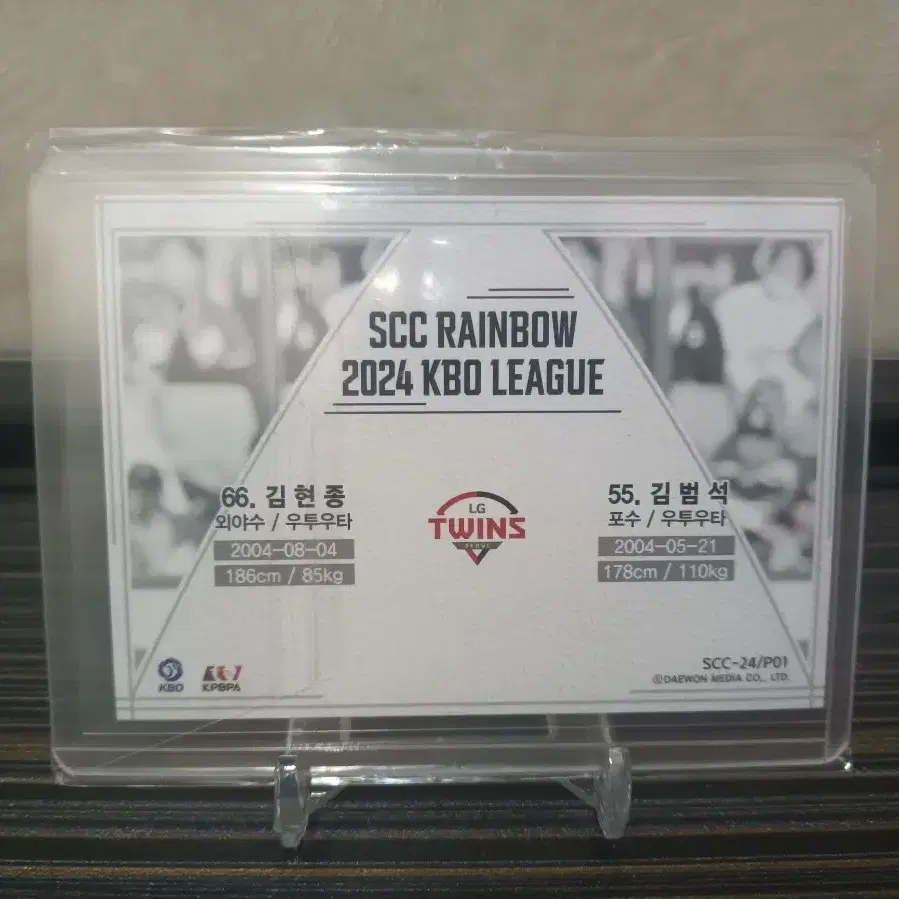 SCC RAINBOW
2024 KBO LEAGUE
66. 김현종
외야수 / 우투우타
2004-08-04
186cm / 85kg
LG
TWINS
SEOUL
55. 김범석
포수 / 우투우타
2004-05-21
178cm / 110kg
KBO
KPBPA
SCC-24/P01
©DAEWON MEDIA CO., LTD.